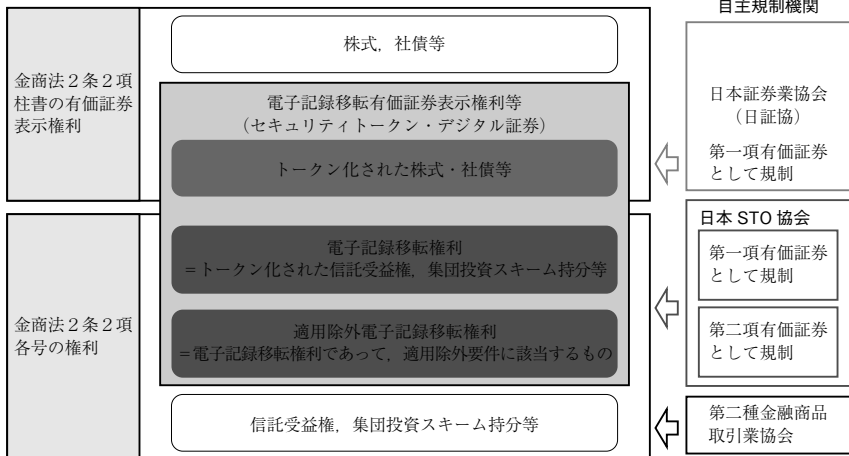 自主規制機関
金商法２条２項
柱書の有価証券
表示権利
株式，社債等
電子記録移転有価証券表示権利等
（セキュリティトークン・デジタル証券）
トークン化された株式・社債等
日本証券業協会
（日証協）
第一項有価証券
として規制
金商法２条２項
各号の権利
電子記録移転権利
＝トークン化された信託受益権，集団投資スキーム持分等
適用除外電子記録移転権利
＝電子記録移転権利であって，適用除外要件に該当するもの
信託受益権，集団投資スキーム持分等
日本 STO 協会
第一項有価証券
として規制
第二項有価証券
として規制
第二種金融商品
取引業協会